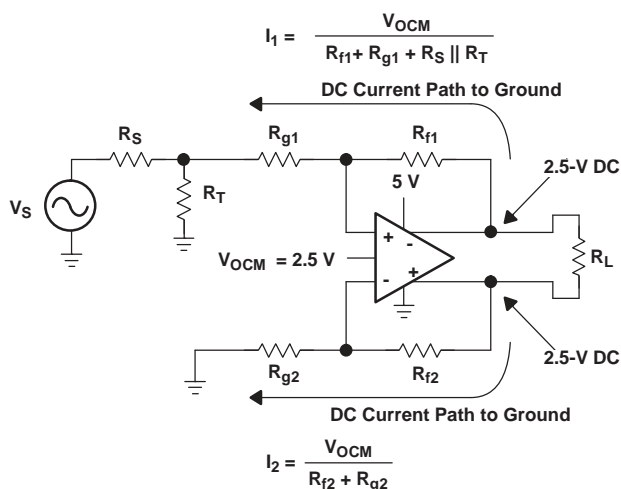 I1 = VOCM / Rf1+ Rg1 + RS || RT
DC Current Path to Ground
RS
Rg1
Rf1
5 V
2.5-V DC
RT
VS
+
-
VOCM = 2.5 V
RL
-
+
Rg2
Rf2
2.5-V DC
DC Current Path to Ground
I2 = VOCM / Rf2 + Rg2